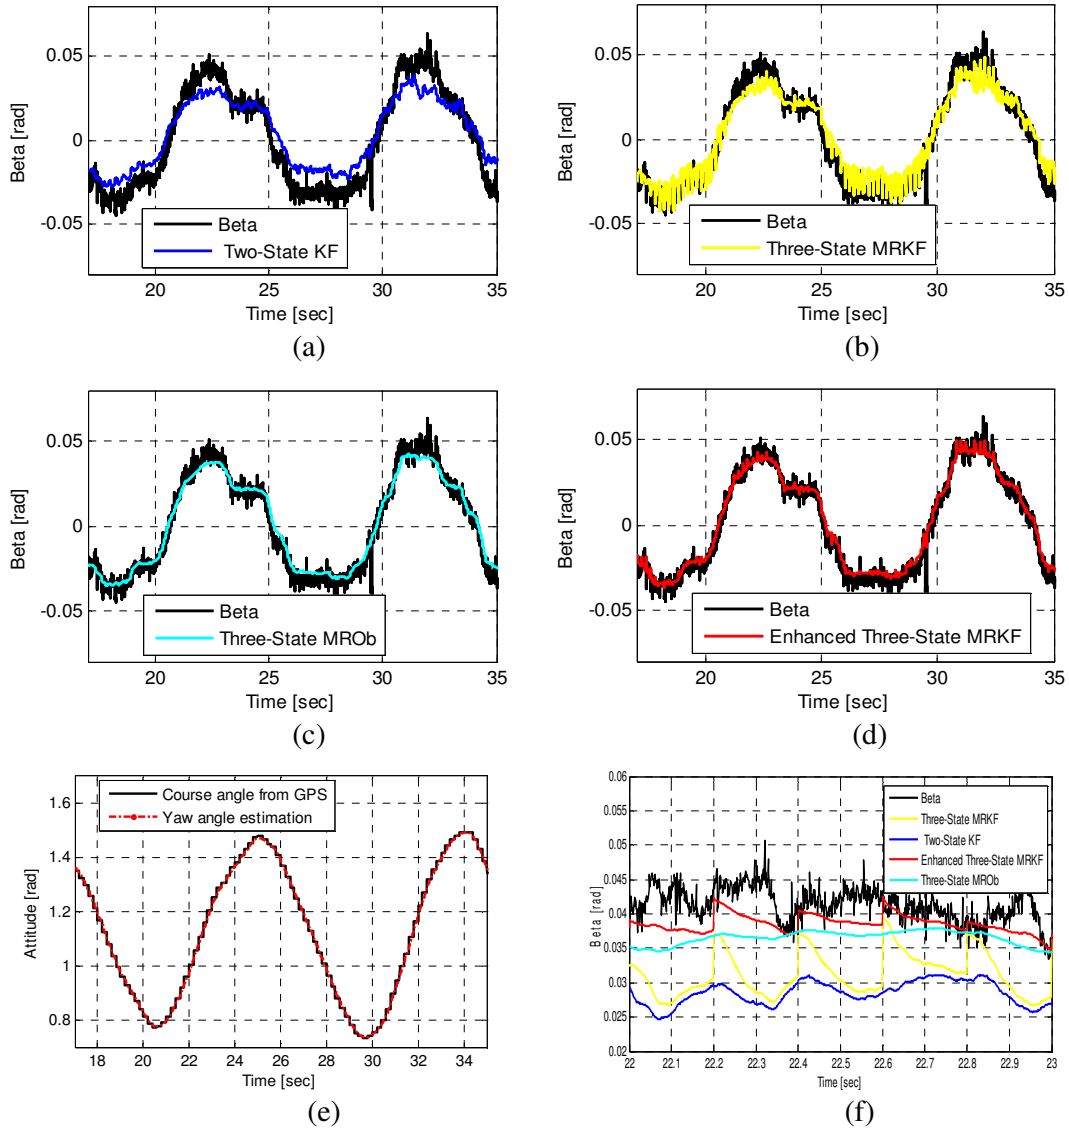 0.05
0
-0.05
Beta [rad]
Beta
Two-State KF
20 25 30 35
Time [sec]
(a)
0.05
0
-0.05
Beta [rad]
Beta
Three-State MRKF
20 25 30 35
Time [sec]
(b)
0.05
0
-0.05
Beta [rad]
Beta
Three-State MROb
20 25 30 35
Time [sec]
(c)
0.05
0
-0.05
Beta [rad]
Beta
Enhanced Three-State MRKF
20 25 30 35
Time [sec]
(d)
1.6
1.4
1.2
1
0.8
Attitude [rad]
Course angle from GPS
Yaw angle estimation
18 20 22 24 26 28 30 32 34
Time [sec]
(e)
0.06
0.055
0.05
0.045
0.04
0.035
0.03
0.025
0.02
Beta [rad]
Beta
Three-State MRKF
Two-State KF
Enhanced Three-State MRKF
Three-State MROb
22 22.1 22.2 22.3 22.4 22.5 22.6 22.7 22.8 22.9 23
Time [sec]
(f)